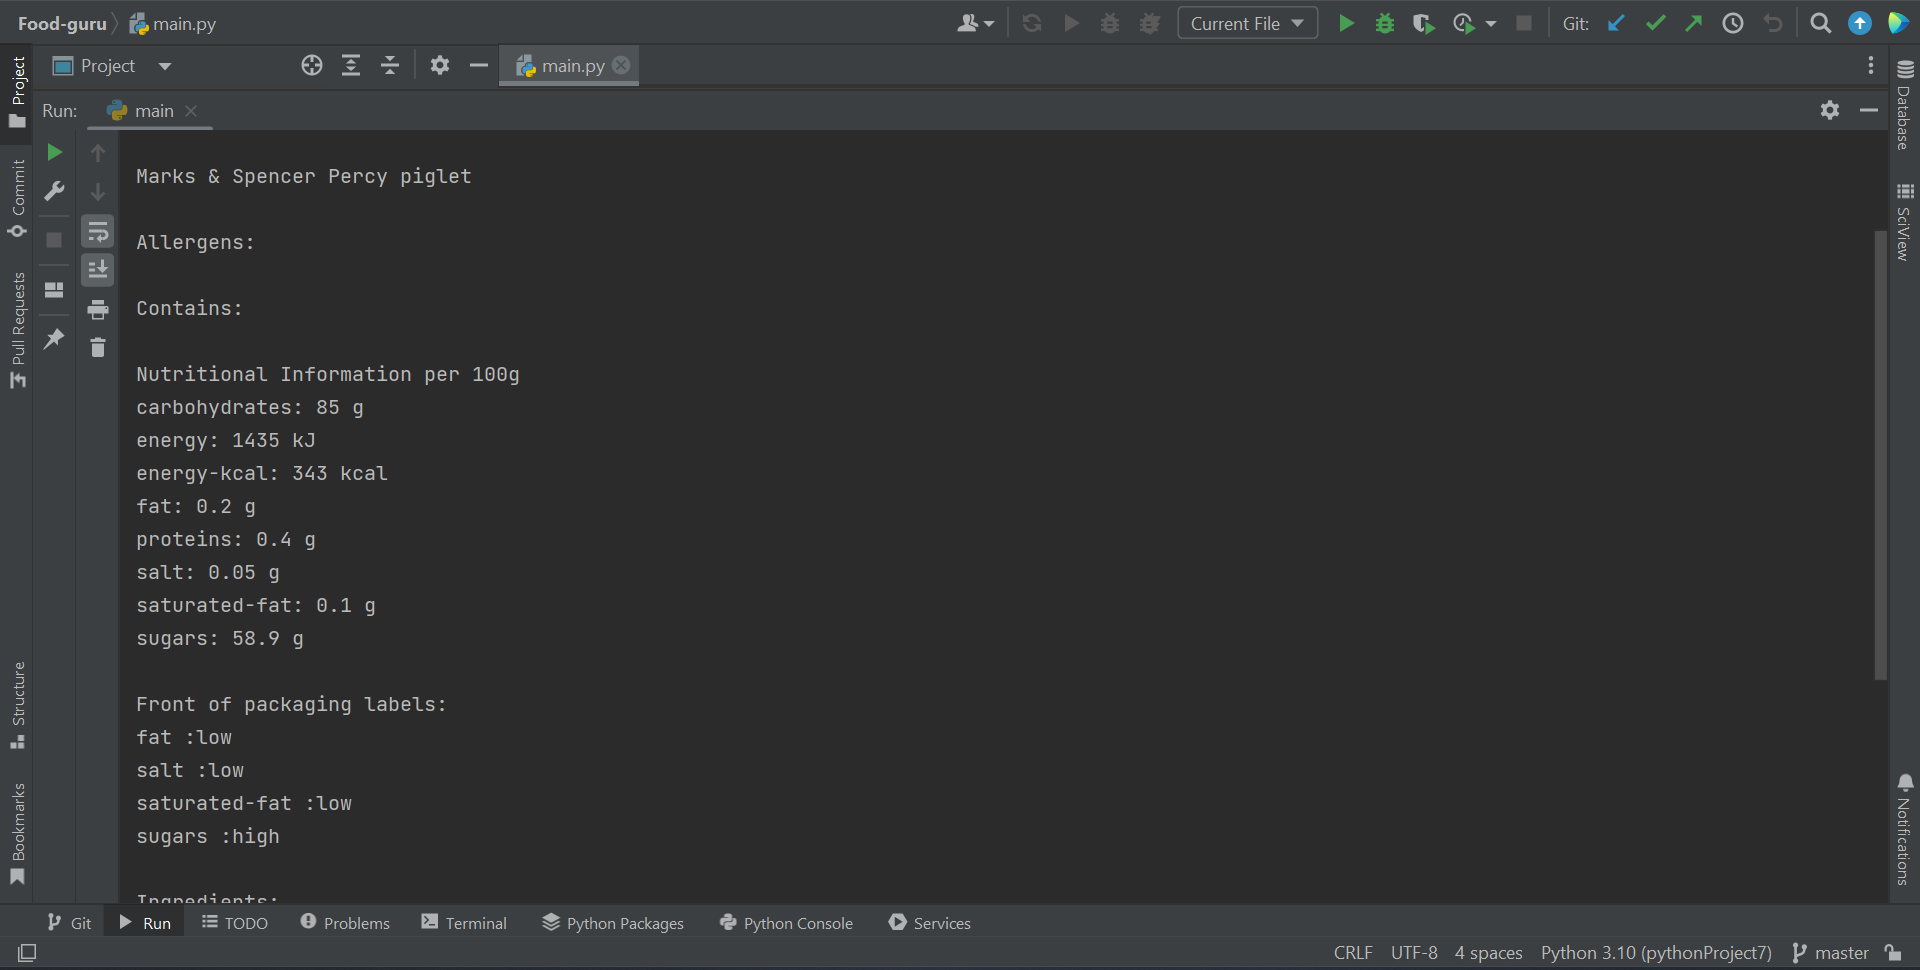 Food-guru main.py Current File Git:
Project main.py
Run: main
Marks & Spencer Percy piglet
Allergens:
Contains:
Nutritional Information per 100g
carbohydrates: 85 g
energy: 1435 kJ
energy-kcal: 343 kcal
fat: 0.2 g
proteins: 0.4 g
salt: 0.05 g
saturated-fat: 0.1 g
sugars: 58.9 g
Front of packaging labels:
fat :low
salt :low
saturated-fat :low
sugars :high
Ingredients:
Project
Commit
Pull Requests
Structure
Bookmarks
Database
SciView
Notifications
Git Run TODO Problems Terminal Python Packages Python Console Services
CRLF UTF-8 4 spaces Python 3.10 (pythonProject7) master